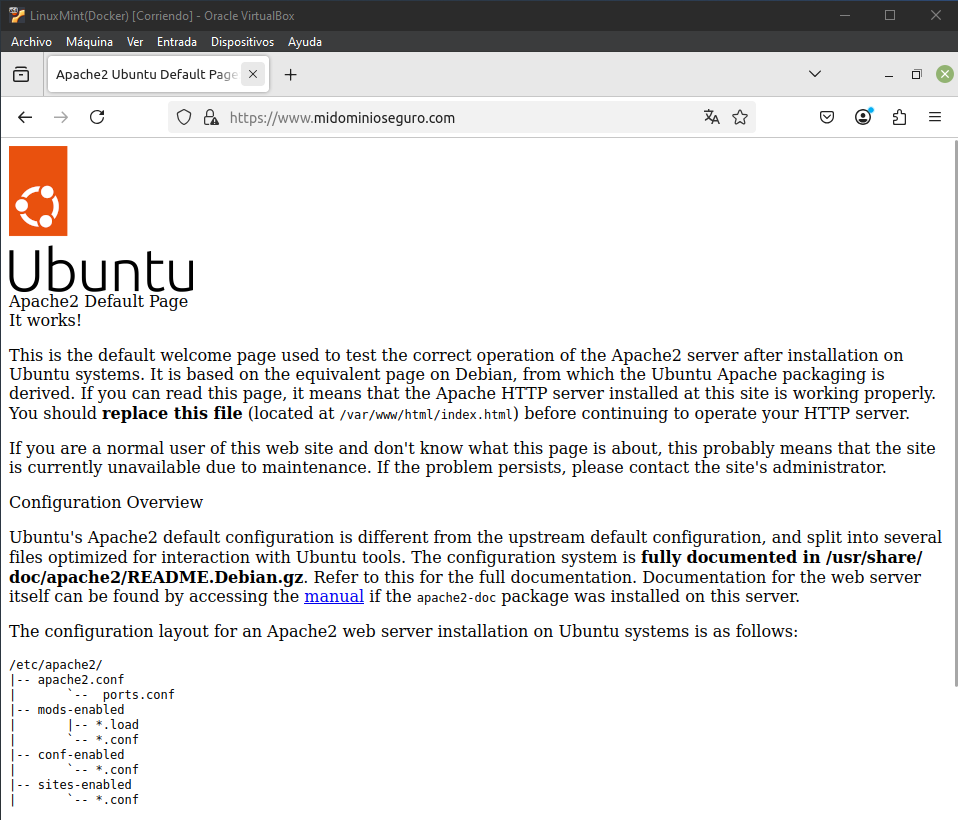 LinuxMint(Docker) [Corriendo] - Oracle VirtualBox
Archivo Máquina Ver Entrada Dispositivos Ayuda
Apache2 Ubuntu Default Page
https://www.midominioseguro.com
Ubuntu
Apache2 Default Page
It works!
This is the default welcome page used to test the correct operation of the Apache2 server after installation on
Ubuntu systems. It is based on the equivalent page on Debian, from which the Ubuntu Apache packaging is
derived. If you can read this page, it means that the Apache HTTP server installed at this site is working properly.
You should replace this file (located at /var/www/html/index.html) before continuing to operate your HTTP server.
If you are a normal user of this web site and don't know what this page is about, this probably means that the site
is currently unavailable due to maintenance. If the problem persists, please contact the site's administrator.
Configuration Overview
Ubuntu's Apache2 default configuration is different from the upstream default configuration, and split into several
files optimized for interaction with Ubuntu tools. The configuration system is fully documented in /usr/share/
doc/apache2/README.Debian.gz. Refer to this for the full documentation. Documentation for the web server
itself can be found by accessing the manual if the apache2-doc package was installed on this server.
The configuration layout for an Apache2 web server installation on Ubuntu systems is as follows:
/etc/apache2/
|-- apache2.conf
|       `--  ports.conf
|-- mods-enabled
|       |-- *.load
|       `-- *.conf
|-- conf-enabled
|       `-- *.conf
|-- sites-enabled
|       `-- *.conf